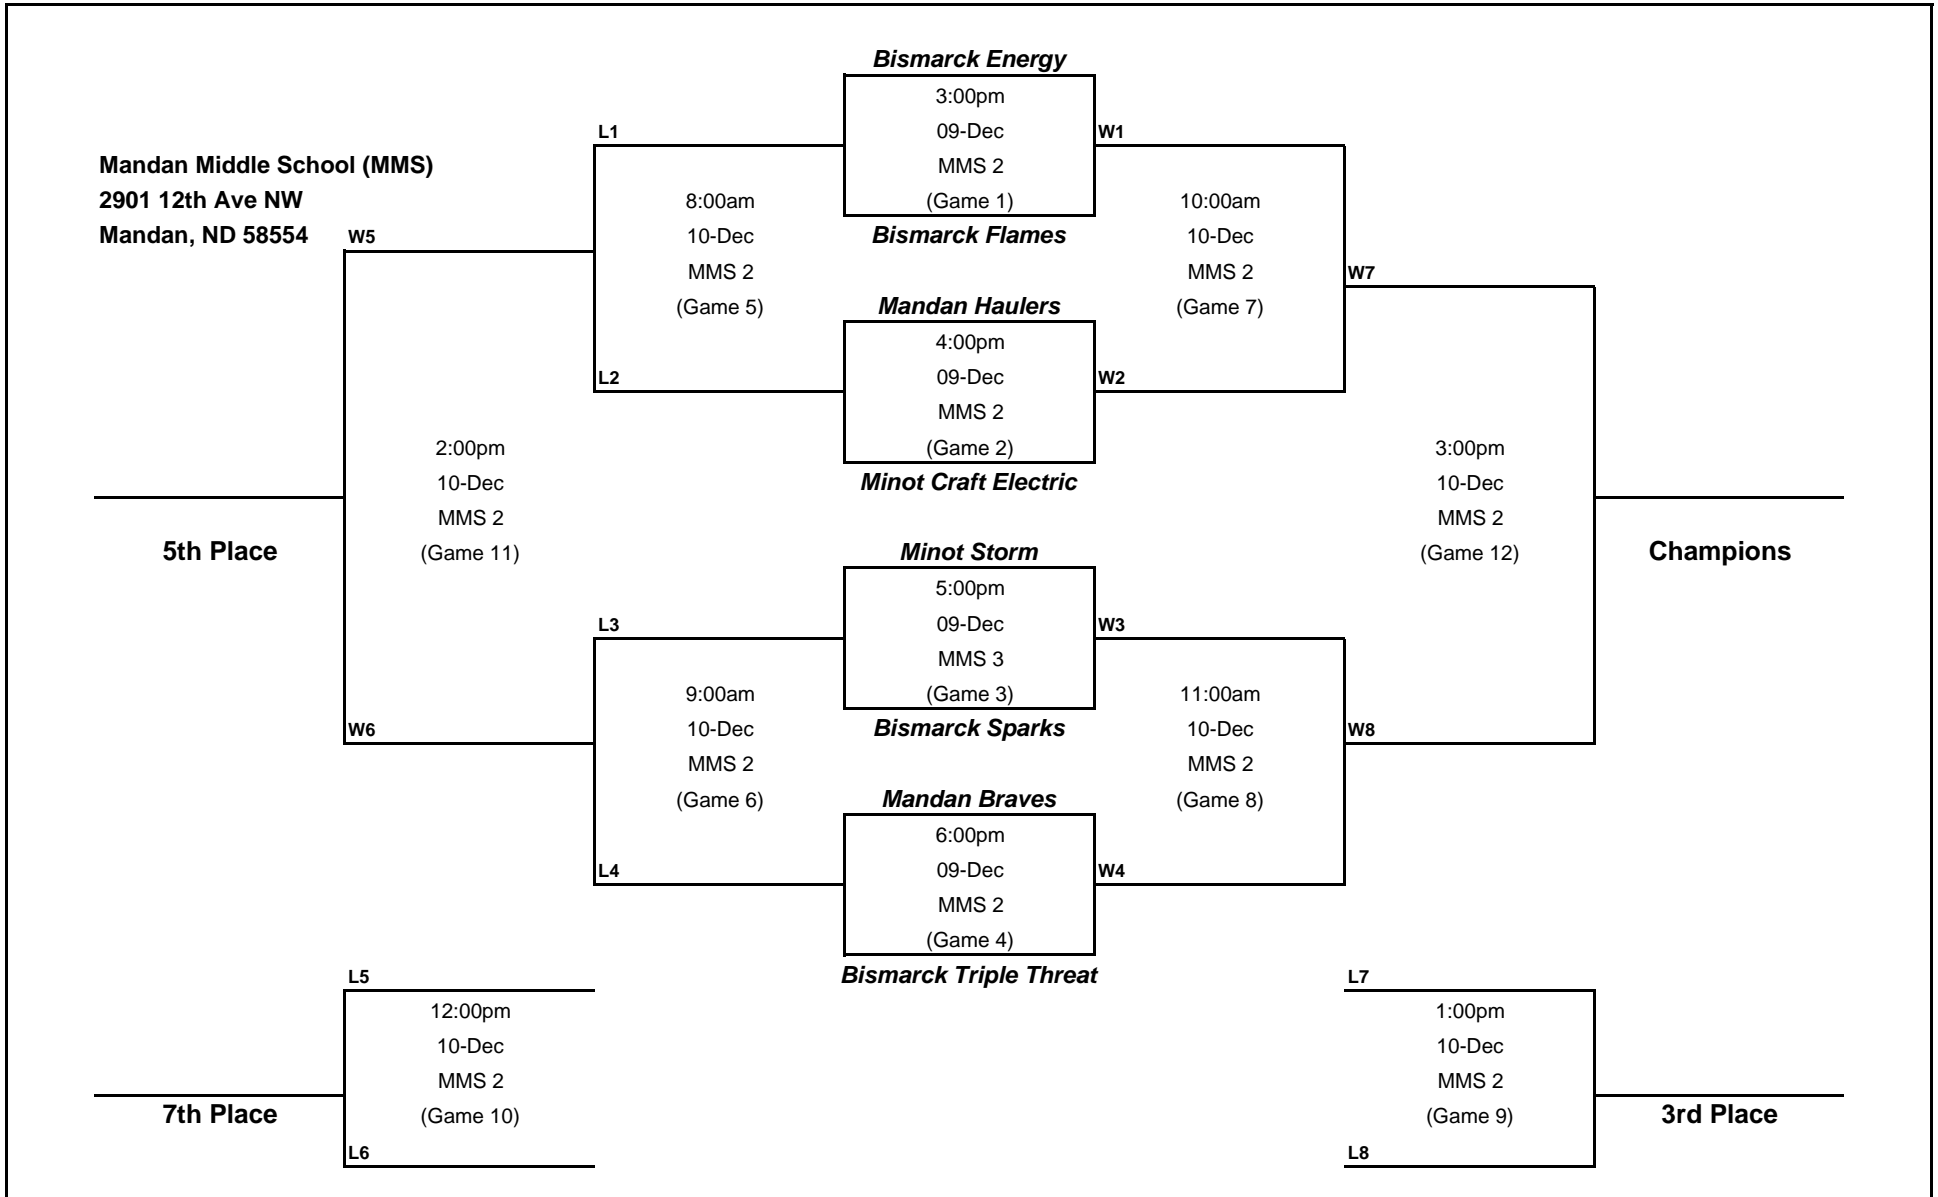 Bismarck Energy
3:00pm
L1
09-Dec
W1
Mandan Middle School (MMS)
MMS 2
2901 12th Ave NW
8:00am
(Game 1)
10:00am
Mandan, ND 58554
W5
10-Dec
Bismarck Flames
10-Dec
MMS 2
MMS 2
W7
(Game 5)
Mandan Haulers
(Game 7)
4:00pm
L2
09-Dec
W2
MMS 2
2:00pm
(Game 2)
3:00pm
10-Dec
Minot Craft Electric
10-Dec
MMS 2
MMS 2
5th Place
(Game 11)
Minot Storm
(Game 12)
Champions
5:00pm
L3
09-Dec
W3
MMS 3
9:00am
(Game 3)
11:00am
W6
10-Dec
Bismarck Sparks
10-Dec
W8
MMS 2
MMS 2
(Game 6)
Mandan Braves
(Game 8)
6:00pm
L4
09-Dec
W4
MMS 2
(Game 4)
L5
Bismarck Triple Threat
L7
12:00pm
1:00pm
10-Dec
10-Dec
MMS 2
MMS 2
7th Place
(Game 10)
(Game 9)
3rd Place
L6
L8